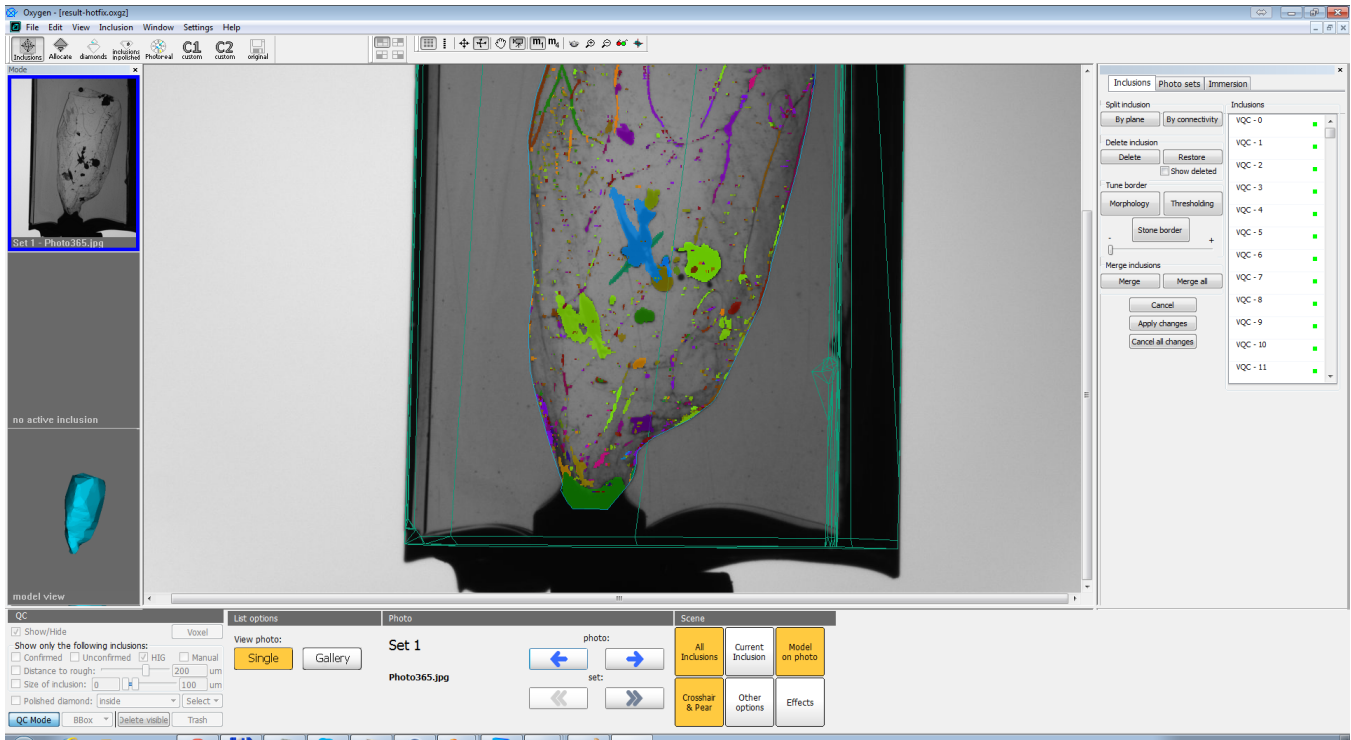 Oxygen - [result-hotfix.oxgz]
File Edit View Inclusion Window Settings Help
Inclusions Allocate diamonds inclusions inpolished Photoreal C1 custom C2 custom original
Mode
Set 1 - Photo365.jpg
no active inclusion
model view
Inclusions Photo sets Immersion
Split inclusion
By plane By connectivity
Delete inclusion
Delete Restore
Show deleted
Tune border
Morphology Thresholding
Stone border
- +
Merge inclusions
Merge Merge all
Cancel
Apply changes
Cancel all changes
Inclusions
VQC - 0
VQC - 1
VQC - 2
VQC - 3
VQC - 4
VQC - 5
VQC - 6
VQC - 7
VQC - 8
VQC - 9
VQC - 10
VQC - 11
QC
Show/Hide Voxel
Show only the following inclusions:
Confirmed Unconfirmed HIG Manual
Distance to rough: 200 um
Size of inclusion: 0 100 um
Polished diamond: inside Select
QC Mode BBox Delete visible Trash
List options
View photo:
Single Gallery
Photo
Set 1
Photo365.jpg
photo:
set:
Scene
All Inclusions
Current Inclusion
Model on photo
Crosshair & Pear
Other options
Effects